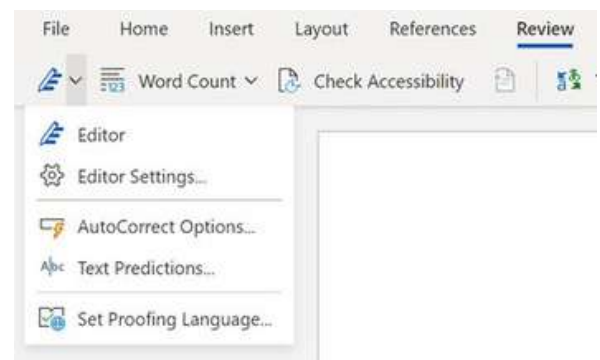 File Home Insert Layout References Review
Word Count Check Accessibility
Editor
Editor Settings...
AutoCorrect Options...
Text Predictions...
Set Proofing Language...